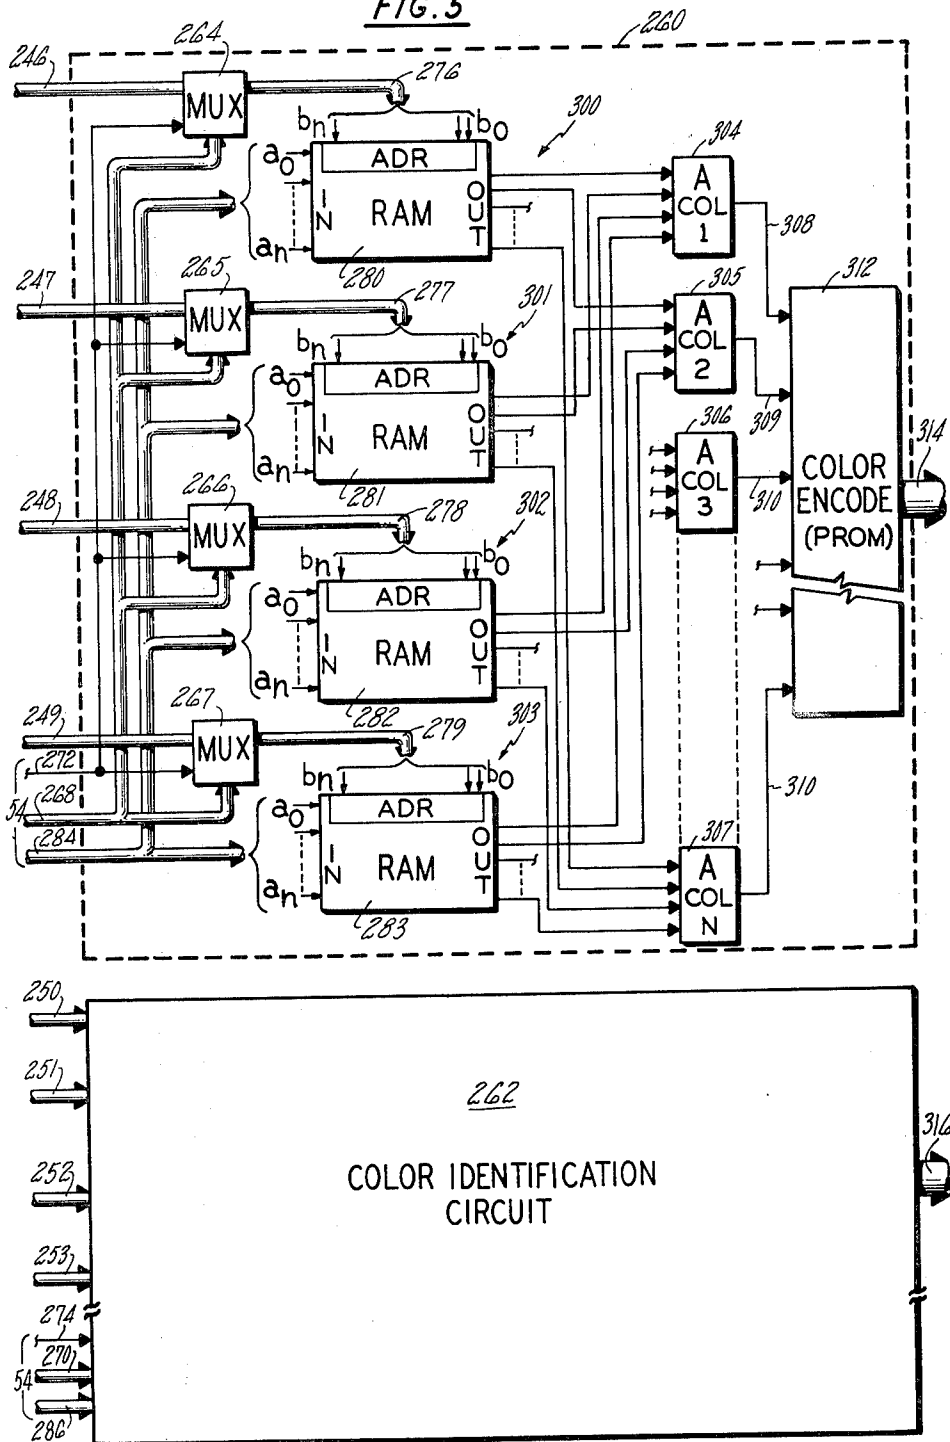 FIG. 5
260
264
246
MUX
276
bn
b0
300
a0
ADR
IN
RAM
OUT
an
280
304
A
COL
1
308
265
247
MUX
277
bn
b0
301
a0
ADR
IN
RAM
OUT
an
281
305
A
COL
2
309
312
COLOR
ENCODE
(PROM)
314
306
A
COL
3
310
266
248
MUX
278
bn
b0
302
a0
ADR
IN
RAM
OUT
an
282
267
249
MUX
279
bn
b0
303
272
54
268
284
a0
ADR
IN
RAM
OUT
an
283
307
A
COL
N
310
250
251
252
253
274
54
270
286
262
COLOR IDENTIFICATION
CIRCUIT
316